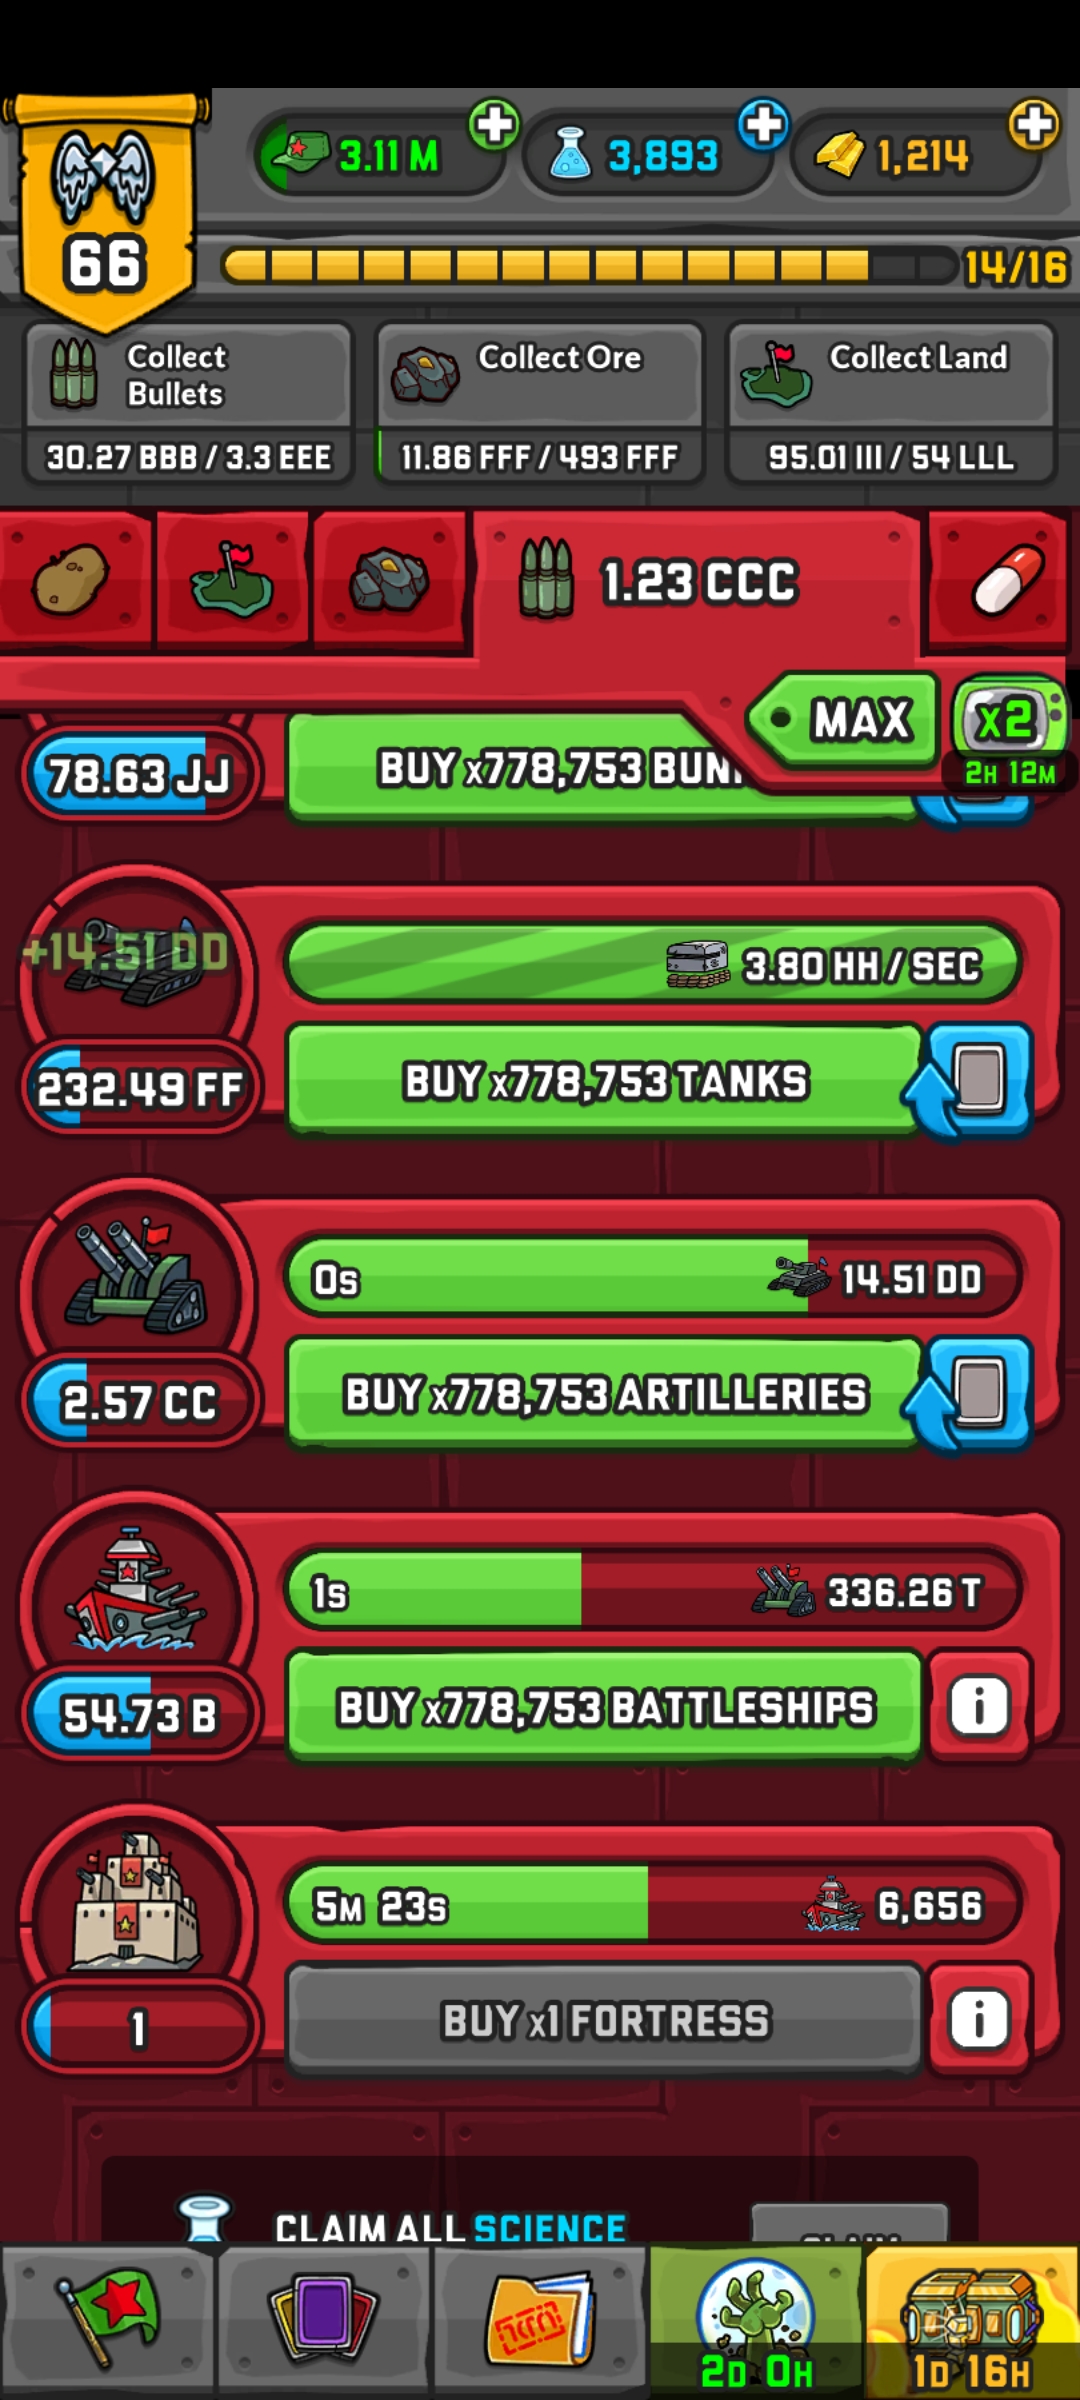 3.11 M
3,893
1,214
66
14/16
Collect
Bullets
Collect Ore
Collect Land
30.27 BBB / 3.3 EEE
11.86 FFF / 493 FFF
95.01 III / 54 LLL
1.23 CCC
MAX
x2
2H 12M
78.63 JJ
BUY x778,753 BUN
+14.51 DD
3.80 HH / SEC
232.49 FF
BUY x778,753 TANKS
0s
14.51 DD
2.57 CC
BUY x778,753 ARTILLERIES
1s
336.26 T
54.73 B
BUY x778,753 BATTLESHIPS
i
5M 23s
6,656
1
BUY x1 FORTRESS
i
CLAIM ALL SCIENCE
2D 0H
1D 16H